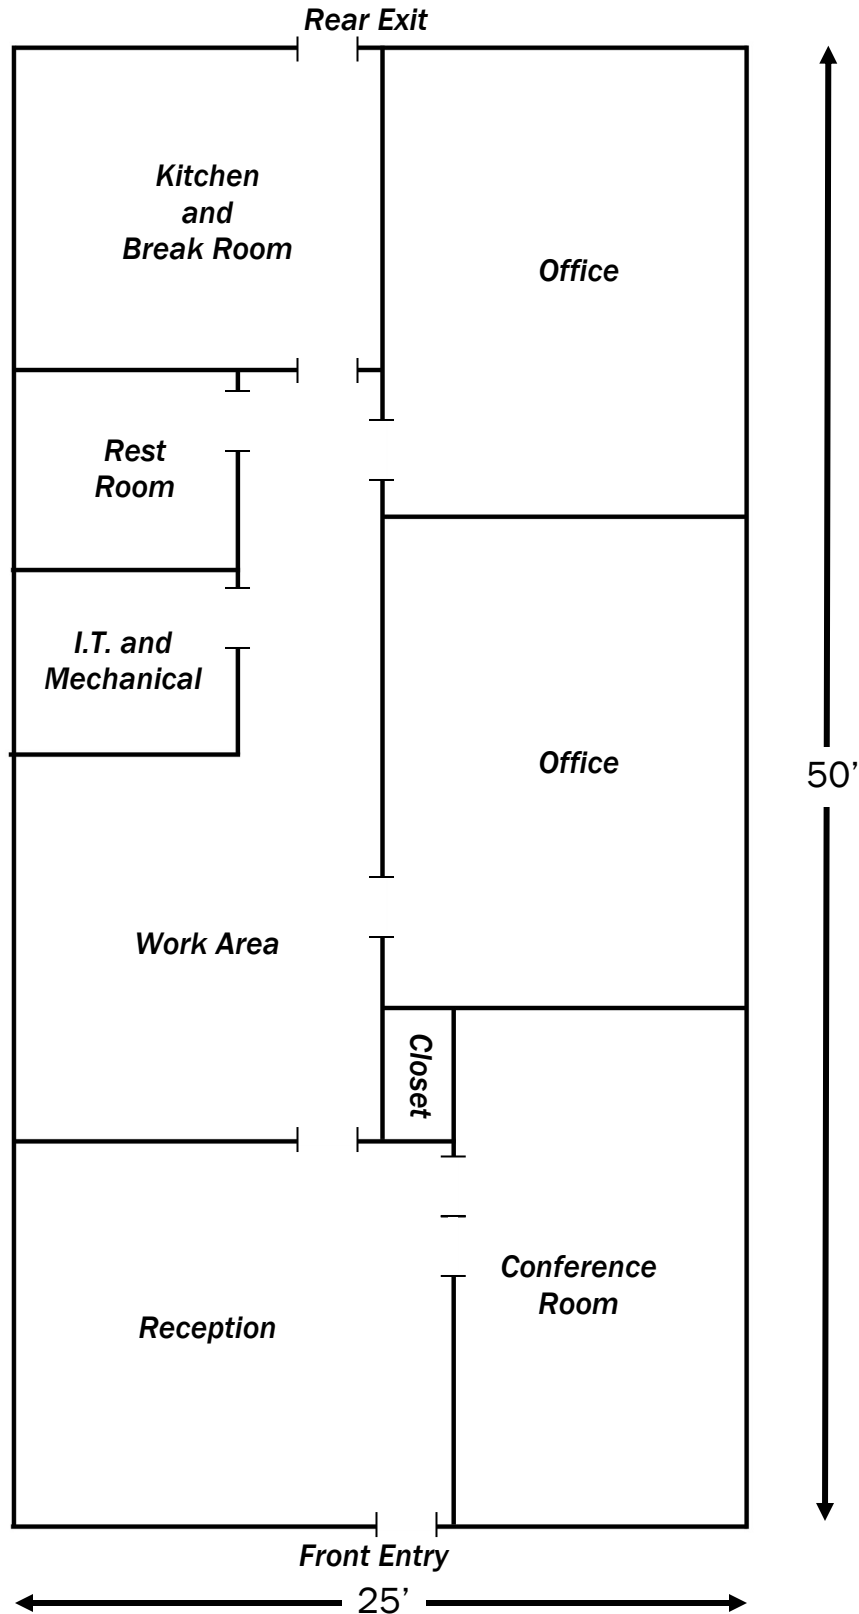 Rear Exit
Kitchen
and
Break Room
Office
Rest
Room
I.T. and
Mechanical
Office
50’
Work Area
Closet
Conference
Room
Reception
Front Entry
25’